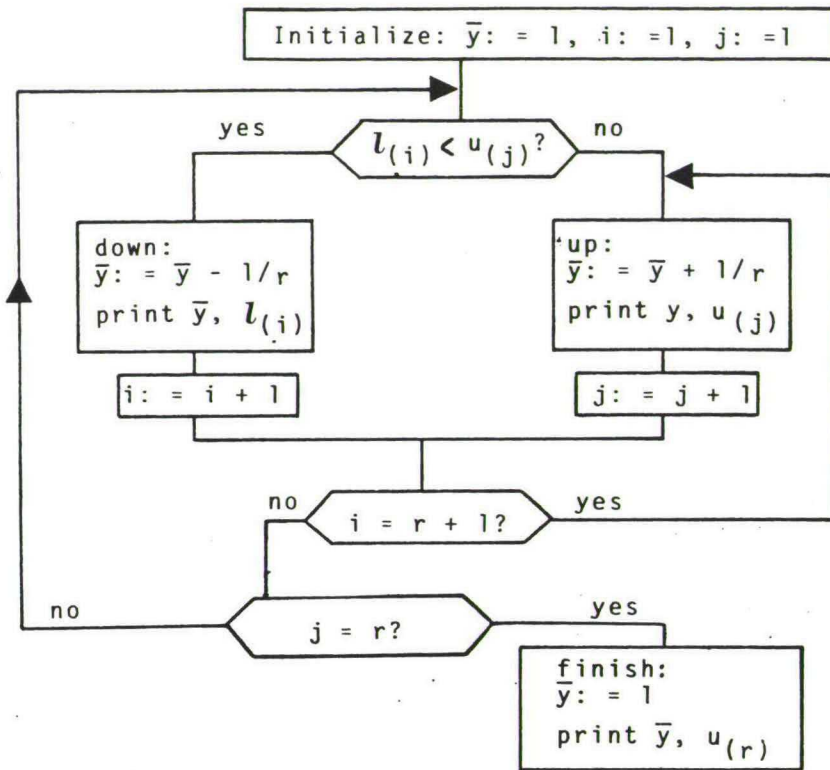 Initialize: ȳ: = 1, i: =1, j: =1
yes
l(i) < u(j)?
no
down:
ȳ: = ȳ - 1/r
print ȳ, l(i)
up:
ȳ: = ȳ + 1/r
print y, u(j)
i: = i + 1
j: = j + 1
no
i = r + 1?
yes
no
j = r?
yes
finish:
ȳ: = 1
print ȳ, u(r)